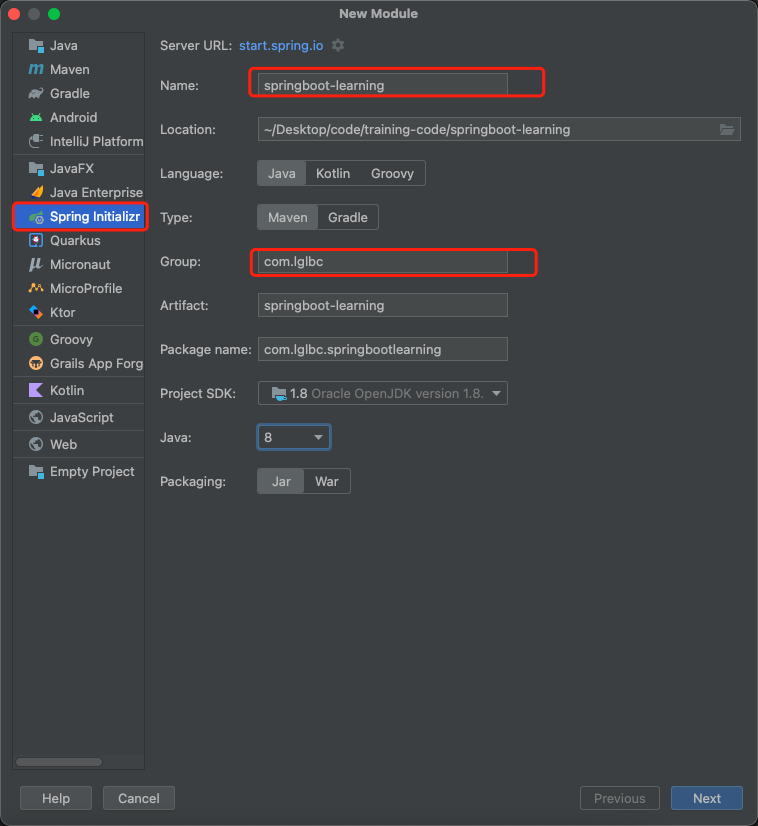 New Module
Java
Maven
Gradle
Android
IntelliJ Platform
JavaFX
Java Enterprise
Spring Initializr
Quarkus
Micronaut
MicroProfile
Ktor
Groovy
Grails App Forg
Kotlin
JavaScript
Web
Empty Project
Server URL: start.spring.io
Name: springboot-learning
Location: ~/Desktop/code/training-code/springboot-learning
Language: Java Kotlin Groovy
Type: Maven Gradle
Group: com.lglbc
Artifact: springboot-learning
Package name: com.lglbc.springbootlearning
Project SDK: 1.8 Oracle OpenJDK version 1.8.
Java: 8
Packaging: Jar War
Help Cancel Previous Next